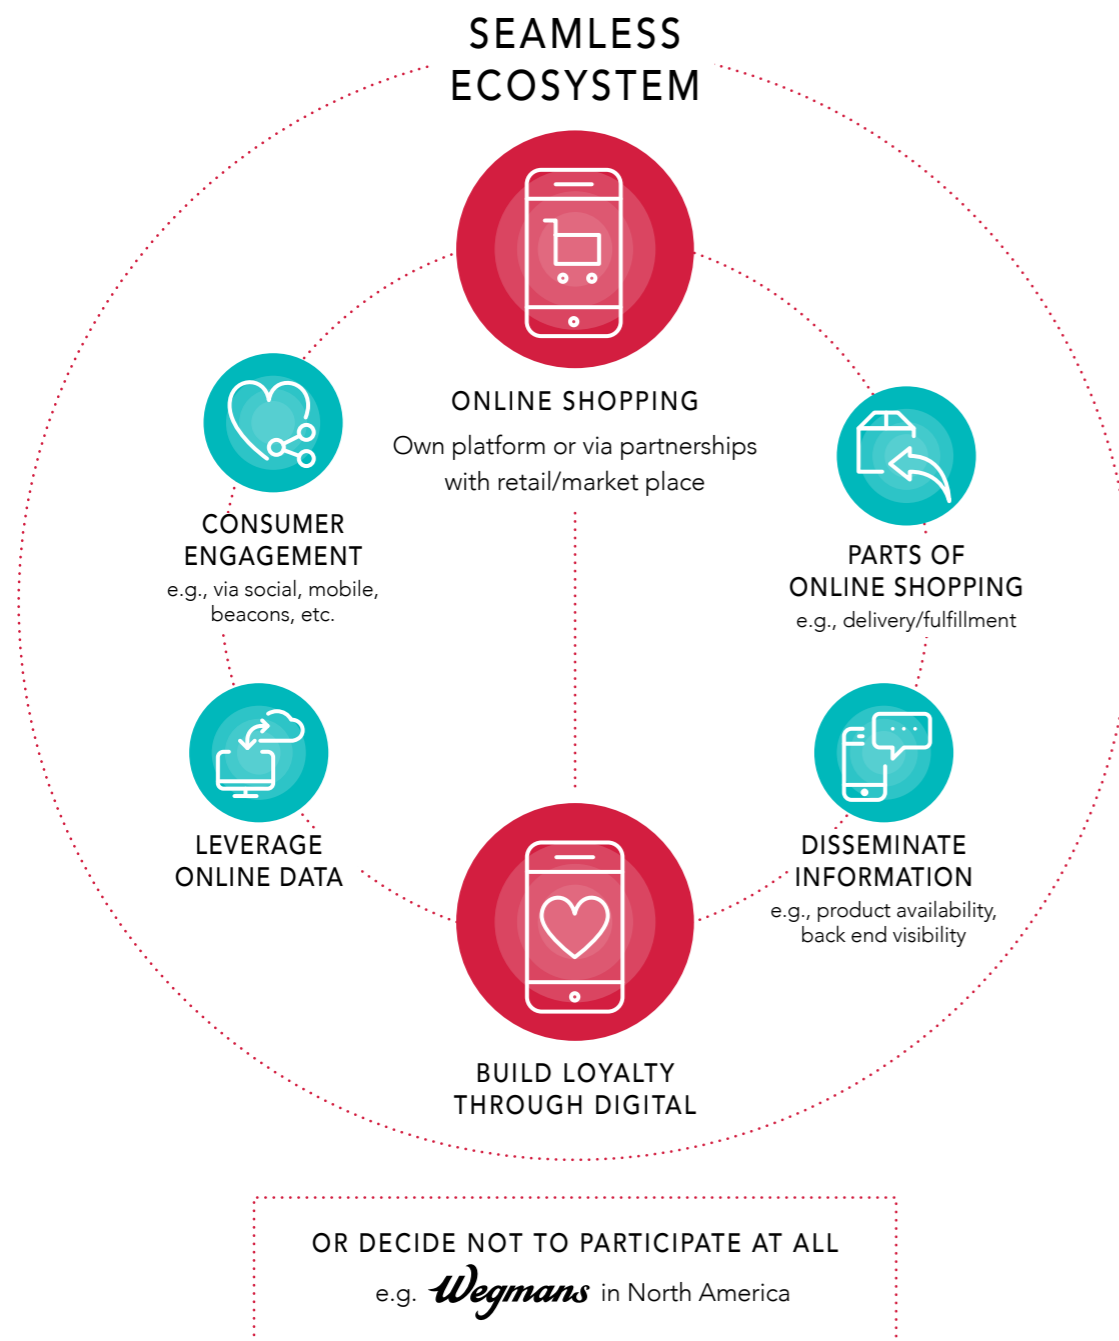 SEAMLESS
ECOSYSTEM
ONLINE SHOPPING
Own platform or via partnerships
with retail/market place
CONSUMER
ENGAGEMENT
e.g., via social, mobile,
beacons, etc.
PARTS OF
ONLINE SHOPPING
e.g., delivery/fulfillment
LEVERAGE
ONLINE DATA
DISSEMINATE
INFORMATION
e.g., product availability,
back end visibility
BUILD LOYALTY
THROUGH DIGITAL
OR DECIDE NOT TO PARTICIPATE AT ALL
e.g. Wegmans in North America